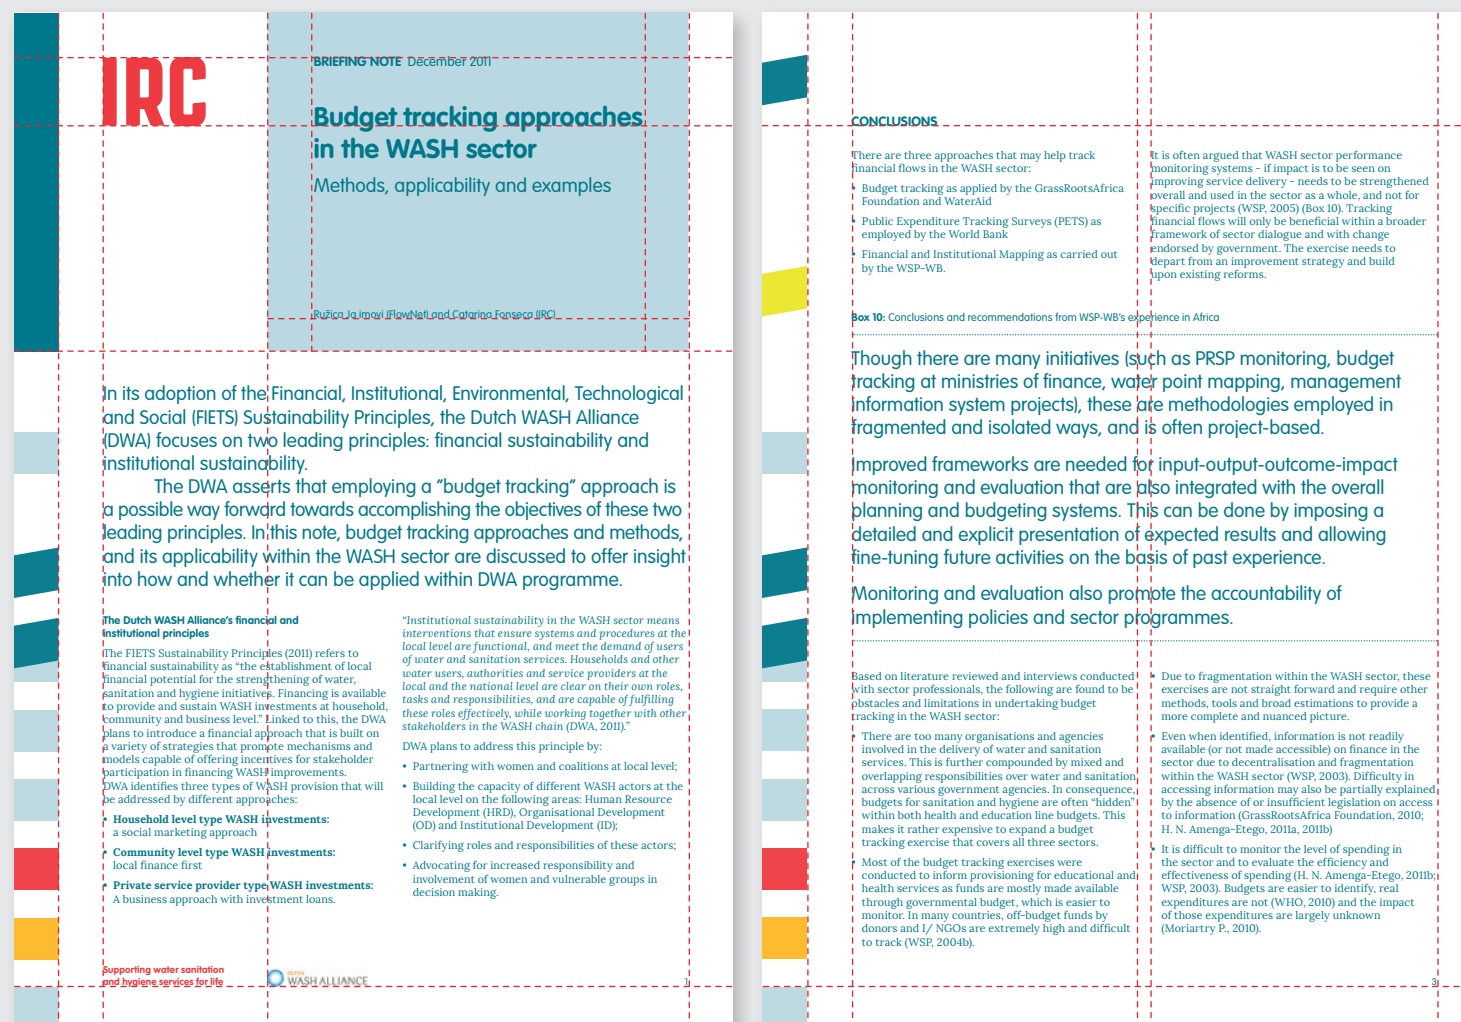 IRC
BRIEFING NOTE December 2011
Budget tracking approaches
in the WASH sector
Methods, applicability and examples
Ružica Ja imovi (FlowNet) and Catarina Fonseca (IRC)
In its adoption of the Financial, Institutional, Environmental, Technological
and Social (FIETS) Sustainability Principles, the Dutch WASH Alliance
(DWA) focuses on two leading principles: financial sustainability and
institutional sustainability.
The DWA asserts that employing a “budget tracking” approach is
a possible way forward towards accomplishing the objectives of these two
leading principles. In this note, budget tracking approaches and methods,
and its applicability within the WASH sector are discussed to offer insight
into how and whether it can be applied within DWA programme.
The Dutch WASH Alliance’s financial and
institutional principles
The FIETS Sustainability Principles (2011) refers to
financial sustainability as “the establishment of local
financial potential for the strengthening of water,
sanitation and hygiene initiatives. Financing is available
to provide and sustain WASH investments at household,
community and business level.” Linked to this, the DWA
plans to introduce a financial approach that is built on
a variety of strategies that promote mechanisms and
models capable of offering incentives for stakeholder
participation in financing WASH improvements.
DWA identifies three types of WASH provision that will
be addressed by different approaches:
• Household level type WASH investments:
a social marketing approach
• Community level type WASH investments:
local finance first
• Private service provider type WASH investments:
A business approach with investment loans.
“Institutional sustainability in the WASH sector means
interventions that ensure systems and procedures at the
local level are functional, and meet the demand of users
of water and sanitation services. Households and other
water users, authorities and service providers at the
local and the national level are clear on their own roles,
tasks and responsibilities, and are capable of fulfilling
these roles effectively, while working together with other
stakeholders in the WASH chain (DWA, 2011).”
DWA plans to address this principle by:
• Partnering with women and coalitions at local level;
• Building the capacity of different WASH actors at the
local level on the following areas: Human Resource
Development (HRD), Organisational Development
(OD) and Institutional Development (ID);
• Clarifying roles and responsibilities of these actors;
• Advocating for increased responsibility and
involvement of women and vulnerable groups in
decision making.
Supporting water sanitation
and hygiene services for life
DUTCH
WASH ALLIANCE
1
CONCLUSIONS
There are three approaches that may help track
financial flows in the WASH sector:
• Budget tracking as applied by the GrassRootsAfrica
Foundation and WaterAid
• Public Expenditure Tracking Surveys (PETS) as
employed by the World Bank
• Financial and Institutional Mapping as carried out
by the WSP-WB.
It is often argued that WASH sector performance
monitoring systems - if impact is to be seen on
improving service delivery - needs to be strengthened
overall and used in the sector as a whole, and not for
specific projects (WSP, 2005) (Box 10). Tracking
financial flows will only be beneficial within a broader
framework of sector dialogue and with change
endorsed by government. The exercise needs to
depart from an improvement strategy and build
upon existing reforms.
Box 10: Conclusions and recommendations from WSP-WB’s experience in Africa
Though there are many initiatives (such as PRSP monitoring, budget
tracking at ministries of finance, water point mapping, management
information system projects), these are methodologies employed in
fragmented and isolated ways, and is often project-based.
Improved frameworks are needed for input-output-outcome-impact
monitoring and evaluation that are also integrated with the overall
planning and budgeting systems. This can be done by imposing a
detailed and explicit presentation of expected results and allowing
fine-tuning future activities on the basis of past experience.
Monitoring and evaluation also promote the accountability of
implementing policies and sector programmes.
Based on literature reviewed and interviews conducted
with sector professionals, the following are found to be
obstacles and limitations in undertaking budget
tracking in the WASH sector:
• There are too many organisations and agencies
involved in the delivery of water and sanitation
services. This is further compounded by mixed and
overlapping responsibilities over water and sanitation
across various government agencies. In consequence,
budgets for sanitation and hygiene are often “hidden”
within both health and education line budgets. This
makes it rather expensive to expand a budget
tracking exercise that covers all three sectors.
• Most of the budget tracking exercises were
conducted to inform provisioning for educational and
health services as funds are mostly made available
through governmental budget, which is easier to
monitor. In many countries, off-budget funds by
donors and I/ NGOs are extremely high and difficult
to track (WSP, 2004b).
• Due to fragmentation within the WASH sector, these
exercises are not straight forward and require other
methods, tools and broad estimations to provide a
more complete and nuanced picture.
• Even when identified, information is not readily
available (or not made accessible) on finance in the
sector due to decentralisation and fragmentation
within the WASH sector (WSP, 2003). Difficulty in
accessing information may also be partially explained
by the absence of or insufficient legislation on access
to information (GrassRootsAfrica Foundation, 2010;
H. N. Amenga-Etego, 2011a, 2011b)
• It is difficult to monitor the level of spending in
the sector and to evaluate the efficiency and
effectiveness of spending (H. N. Amenga-Etego, 2011b;
WSP, 2003). Budgets are easier to identify, real
expenditures are not (WHO, 2010) and the impact
of those expenditures are largely unknown
(Moriartry P., 2010).
3